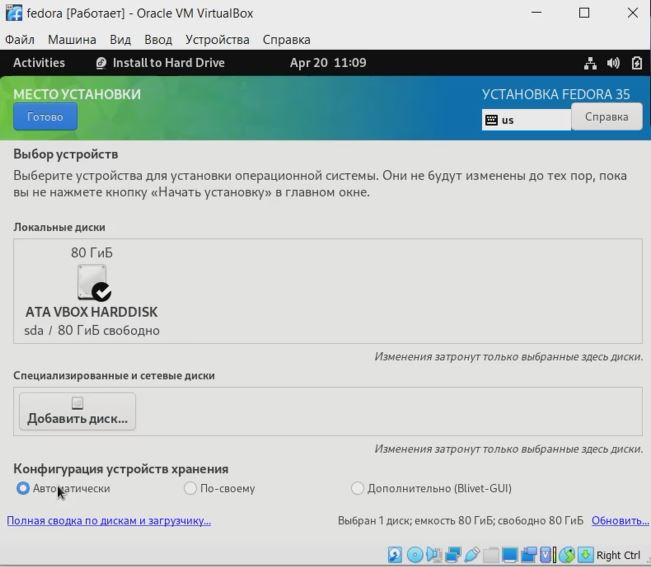 fedora [Работает] - Oracle VM VirtualBox
Файл Машина Вид Ввод Устройства Справка
Activities Install to Hard Drive Apr 20 11:09
МЕСТО УСТАНОВКИ УСТАНОВКА FEDORA 35
Готово us Справка
Выбор устройств
Выберите устройства для установки операционной системы. Они не будут изменены до тех, пор, пока
вы не нажмете кнопку «Начать установку» в главном окне.
Локальные диски
80 ГиБ
ATA VBOX HARDDISK
sda / 80 ГиБ свободно
Изменения затронут только выбранные здесь диски.
Специализированные и сетевые диски
Добавить диск...
Изменения затронут только выбранные здесь диски.
Конфигурация устройств хранения
Автоматически По-своему Дополнительно (Blivet-GUI)
Полная сводка по дискам и загрузчику... Выбран 1 диск; емкость 80 ГиБ; свободно 80 ГиБ Обновить...
Right Ctrl